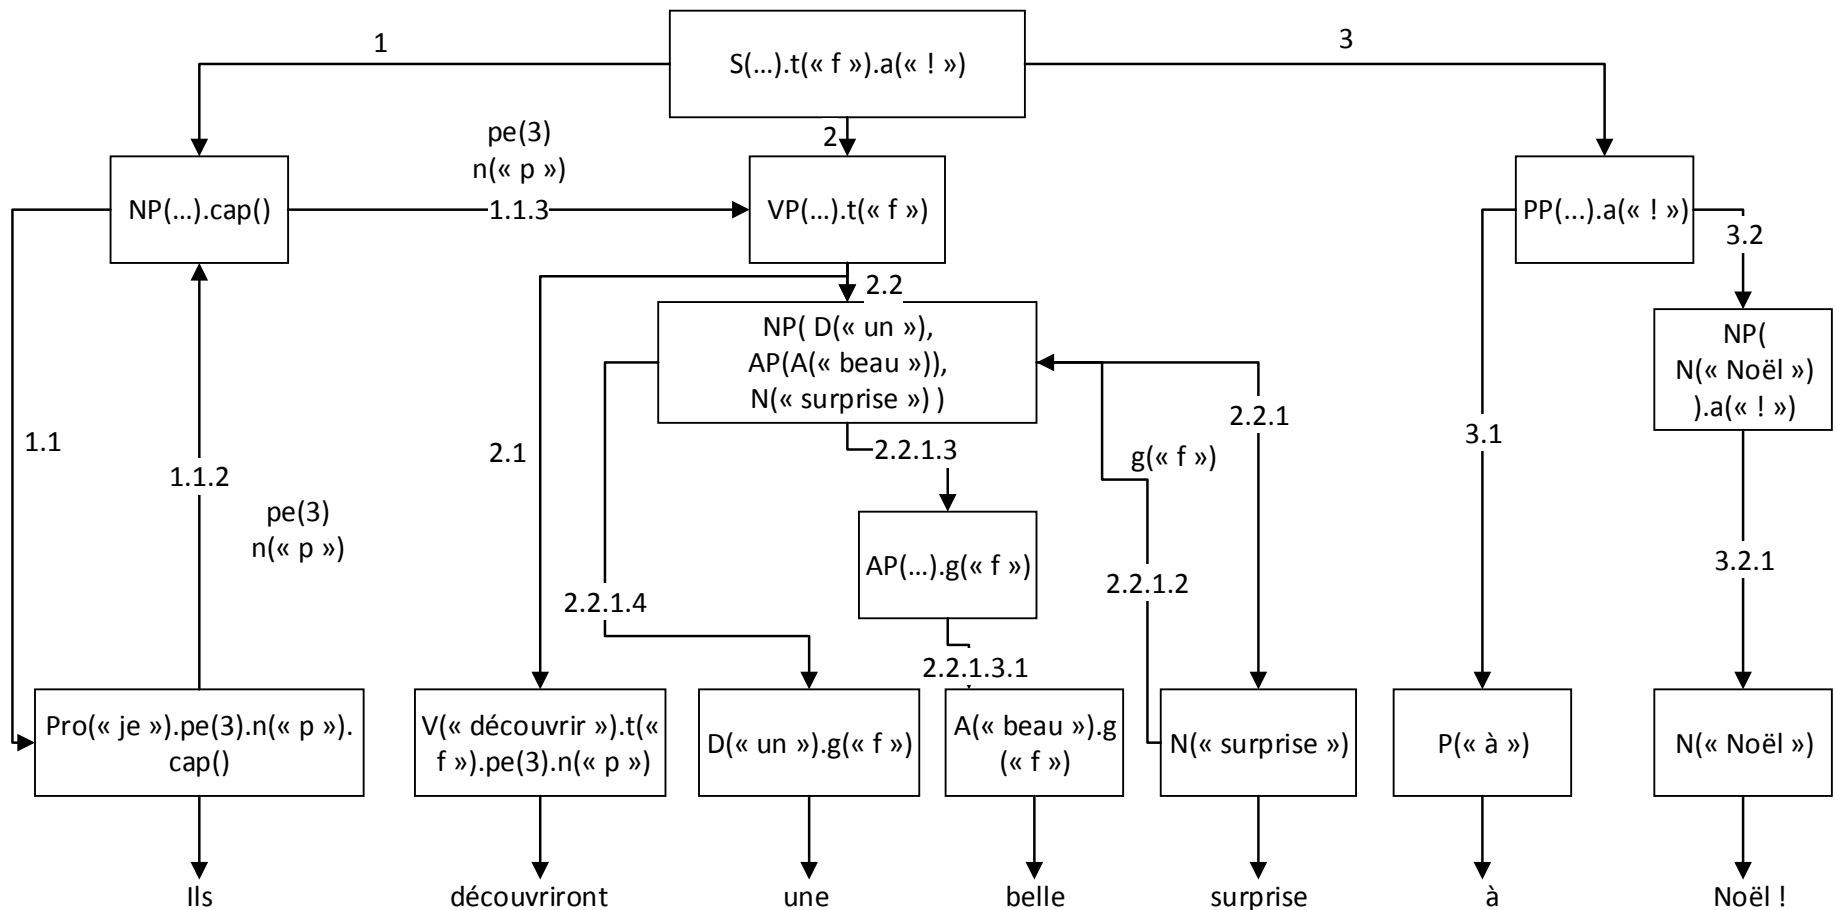 1
S(...).t(« f »).a(« ! »)
3
pe(3)
n(« p »)
2
NP(...).cap()
1.1.3
VP(...).t(« f »)
PP(...).a(« ! »)
3.2
2.2
NP( D(« un »),
AP(A(« beau »)),
N(« surprise ») )
NP(
N(« Noël »)
).a(« ! »)
1.1
1.1.2
2.1
2.2.1.3
g(« f »)
2.2.1
3.1
pe(3)
n(« p »)
AP(...).g(« f »)
2.2.1.4
2.2.1.2
3.2.1
2.2.1.3.1
Pro(« je »).pe(3).n(« p »).
cap()
V(« découvrir »).t(«
f »).pe(3).n(« p »)
D(« un »).g(« f »)
A(« beau »).g
(« f »)
N(« surprise »)
P(« à »)
N(« Noël »)
Ils
découvriront
une
belle
surprise
à
Noël !